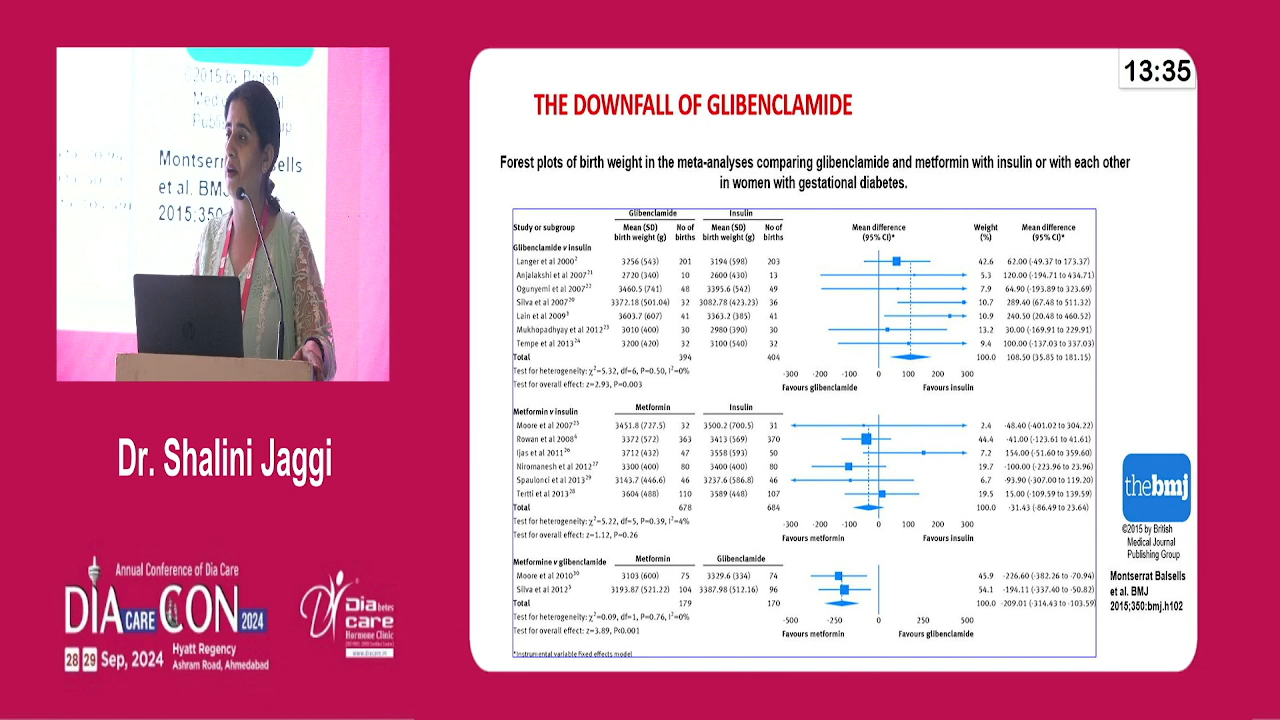 ©2015 by British
Montserr
et al. BM
2015;350
Dr. Shalini Jaggi
Annual Conference of Dia Care
DIA CARE CON 2024
28 29 Sep, 2024
Hyatt Regency
Ashram Road, Ahmedabad
Diabetes
care
Hormone Clinic
13:35
THE DOWNFALL OF GLIBENCLAMIDE
Forest plots of birth weight in the meta-analyses comparing glibenclamide and metformin with insulin or with each other
in women with gestational diabetes.
Glibenclamide Insulin
Study or subgroup Mean (SD) birth weight (g) No of births Mean (SD) birth weight (g) No of births Mean difference (95% CI)* Weight (%) Mean difference (95% CI)*
Glibenclamide v insulin
Langer et al 2000² 3256 (543) 201 3194 (598) 203 42.6 62.00 (-49.37 to 173.37)
Anjalakshi et al 2007²¹ 2720 (340) 10 2600 (430) 13 5.3 120.00 (-194.71 to 434.71)
Ogunyemi et al 2007²² 3460.5 (741) 48 3395.6 (542) 49 7.9 64.90 (-193.89 to 323.69)
Silva et al 2007²⁰ 3372.18 (501.04) 32 3082.78 (423.23) 36 10.7 289.40 (67.48 to 511.32)
Lain et al 2009³ 3603.7 (607) 41 3363.2 (385) 41 10.9 240.50 (20.48 to 460.52)
Mukhopadhyay et al 2012²³ 3010 (400) 30 2980 (390) 30 13.2 30.00 (-169.91 to 229.91)
Tempe et al 2013²⁴ 3200 (420) 32 3100 (540) 32 9.4 100.00 (-137.03 to 337.03)
Total 394 404 100.0 108.50 (35.85 to 181.15)
Test for heterogeneity: χ²=5.32, df=6, P=0.50, I²=0%
Test for overall effect: z=2.93, P=0.003
-300 -200 -100 0 100 200 300
Favours glibenclamide Favours insulin
Metformin Insulin
Metformin v insulin
Moore et al 2007²⁵ 3451.8 (727.5) 32 3500.2 (700.5) 31 2.4 -48.40 (-401.02 to 304.22)
Rowan et al 2008⁴ 3372 (572) 363 3413 (569) 370 44.4 -41.00 (-123.61 to 41.61)
Ijas et al 2011²⁶ 3712 (432) 47 3558 (593) 50 7.2 154.00 (-51.60 to 359.60)
Niromanesh et al 2012²⁷ 3300 (400) 80 3400 (400) 80 19.7 -100.00 (-223.96 to 23.96)
Spaulonci et al 2013²⁹ 3143.7 (446.6) 46 3237.6 (586.8) 46 6.7 -93.90 (-307.00 to 119.20)
Tertti et al 2013²⁸ 3604 (488) 110 3589 (448) 107 19.5 15.00 (-109.59 to 139.59)
Total 678 684 100.0 -31.43 (-86.49 to 23.64)
Test for heterogeneity: χ²=5.22, df=5, P=0.39, I²=4%
Test for overall effect: z=1.12, P=0.26
-300 -200 -100 0 100 200 300
Favours metformin Favours insulin
Metformin Glibenclamide
Metformine v glibenclamide
Moore et al 2010³⁰ 3103 (600) 75 3329.6 (334) 74 45.9 -226.60 (-382.26 to -70.94)
Silva et al 2012⁵ 3193.87 (521.22) 104 3387.98 (512.16) 96 54.1 -194.11 (-337.40 to -50.82)
Total 179 170 100.0 -209.01 (-314.43 to -103.59)
Test for heterogeneity: χ²=0.09, df=1, P=0.76, I²=0%
Test for overall effect: z=3.89, P<0.001
-500 -250 0 250 500
Favours metformin Favours glibenclamide
*Instrumental variable Fixed effects model
thebmj
©2015 by British
Medical Journal
Publishing Group
Montserrat Balsells
et al. BMJ
2015;350:bmj.h102